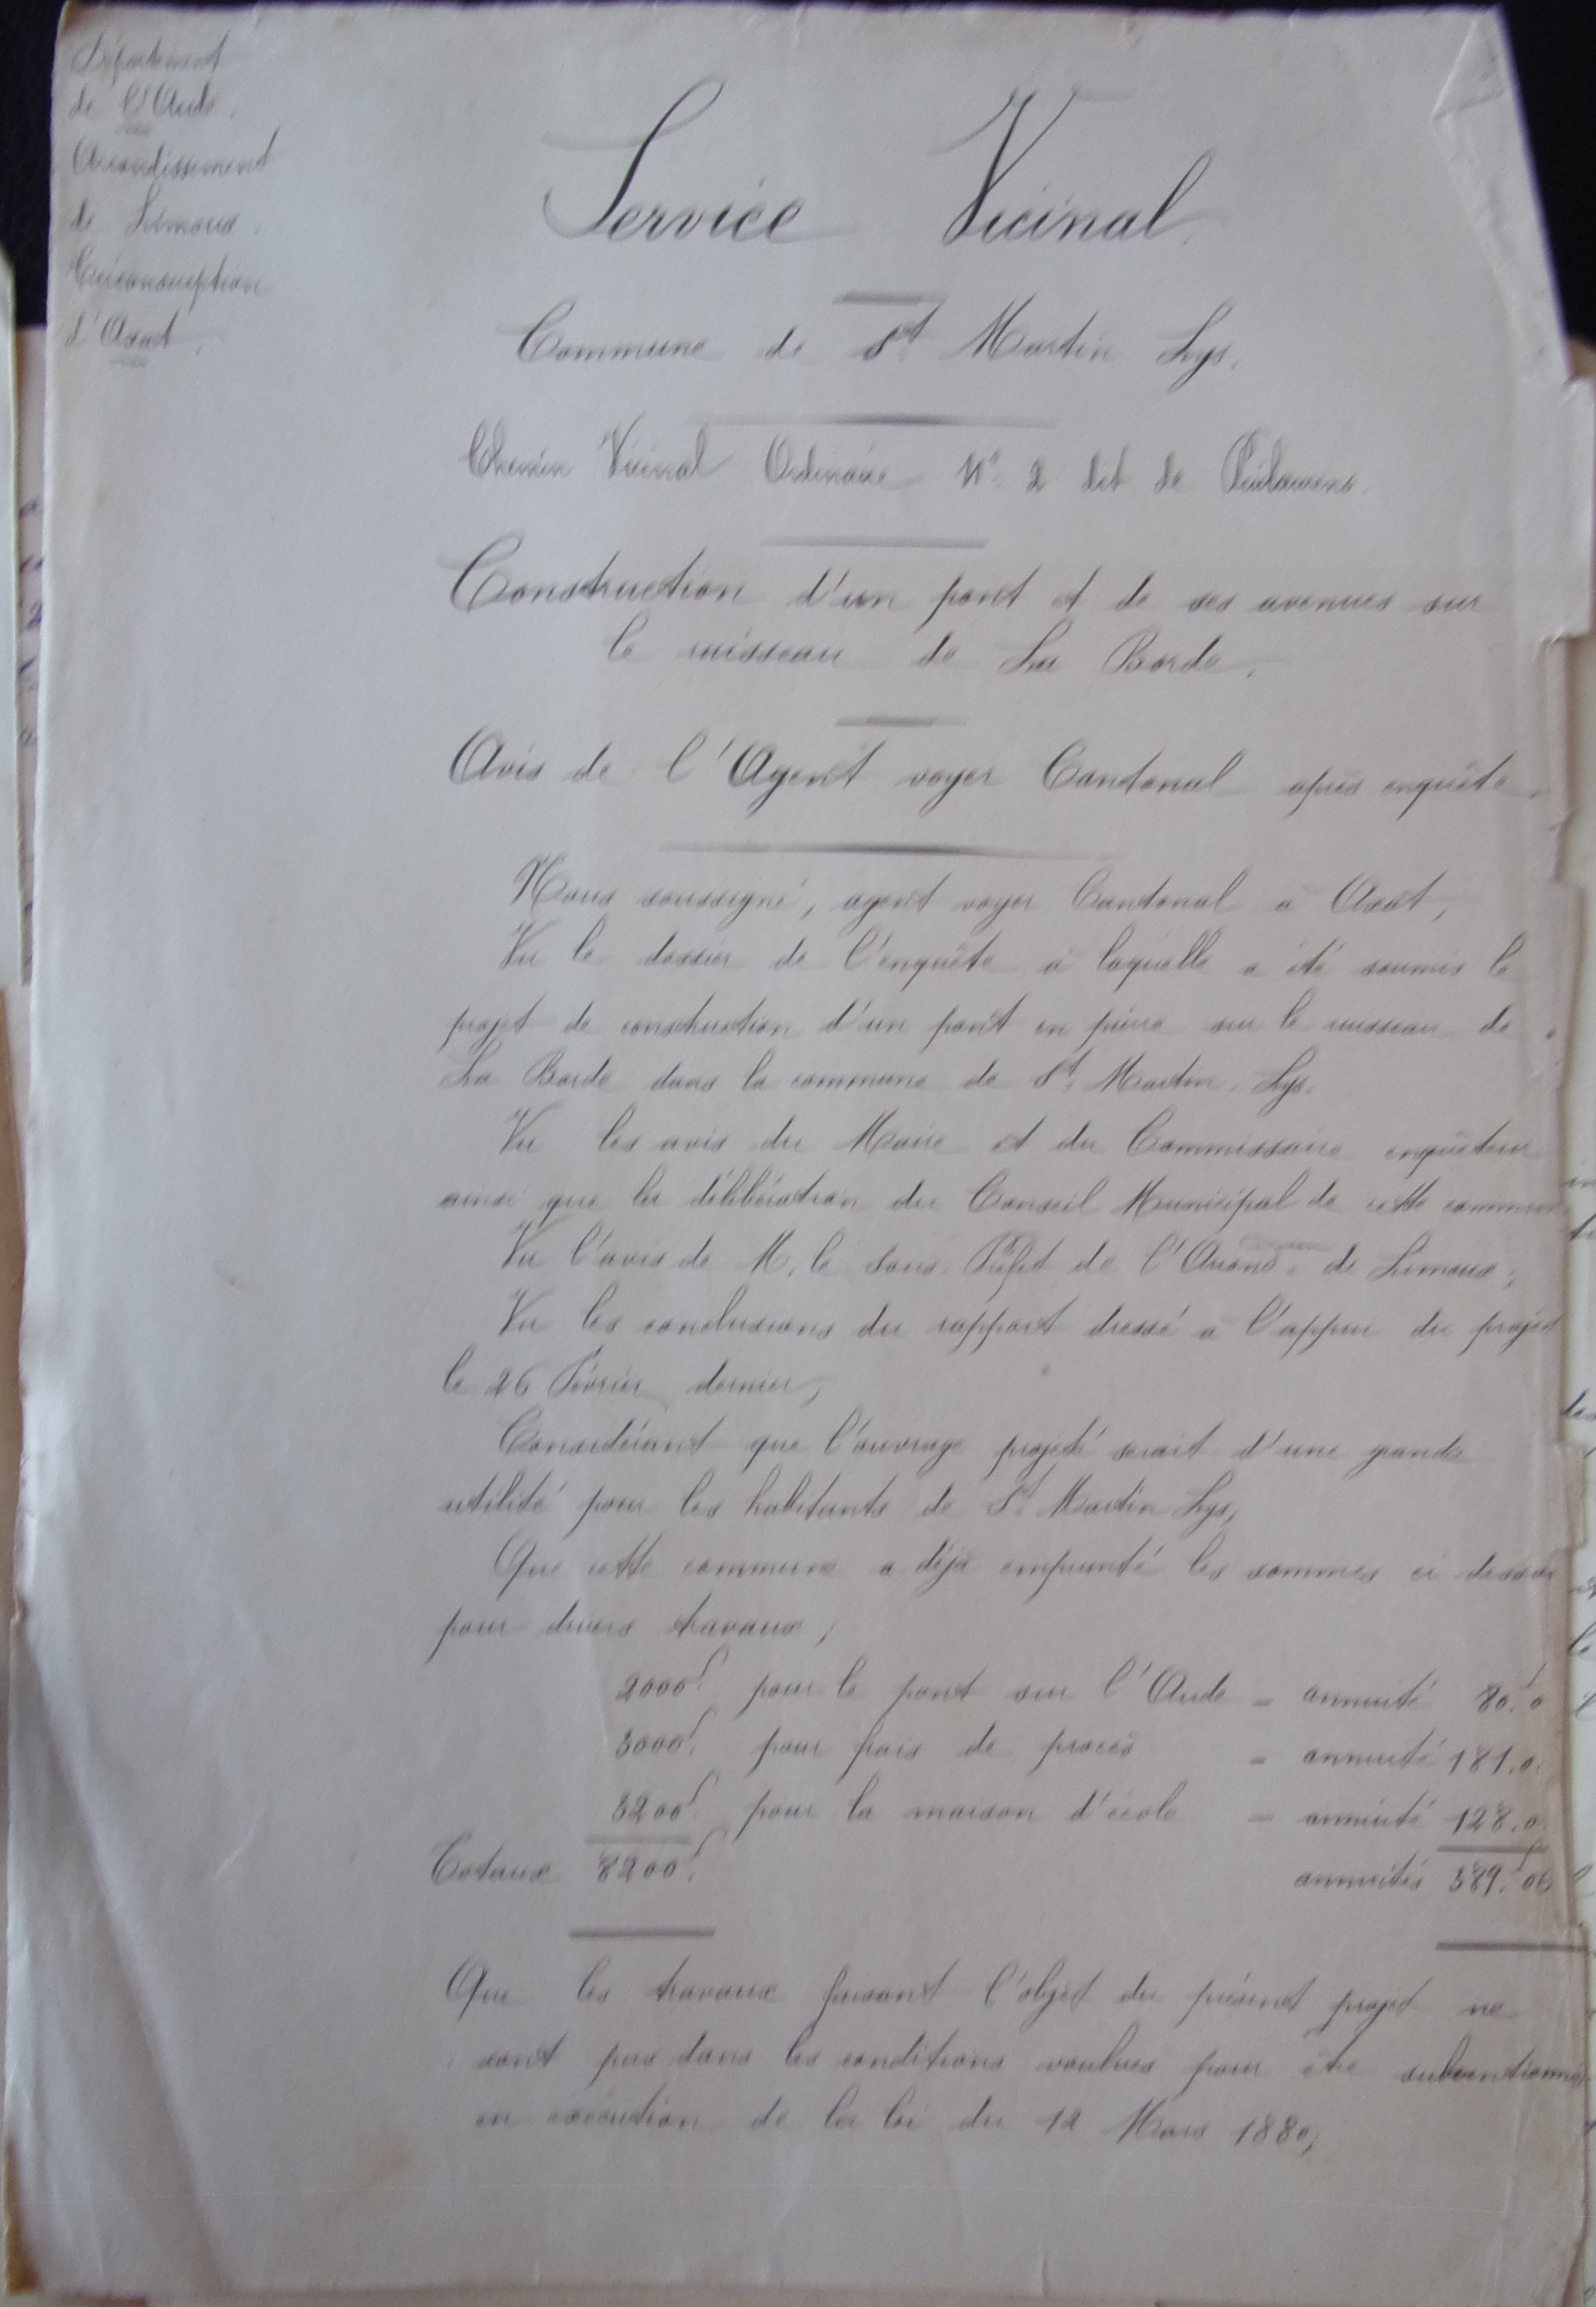 Département
de l'Aude.
Arrondissement
de Limoux.
Circonscription
d'Axat.
Service Vicinal.
Commune de St Martin Lys.
Chemin Vicinal Ordinaire N° 2 dit de
Construction d'un pont et de ses avenues sur
le ruisseau de La Borde.
Avis de l'Agent voyer Cantonal après enquête.
Nous soussigné, agent voyer Cantonal à Axat,
Vu le dossier de l'enquête à laquelle a été soumis le
projet de construction d'un pont en pierre sur le ruisseau de
La Borde dans la commune de St Martin Lys.
Vu les avis du Maire et du Commissaire enquêteur
ainsi que la délibération du Conseil Municipal de cette commune
Vu l'avis de M. le Sous Préfet de l'Arrond. de Limoux;
Vu les conclusions du rapport dressé à l'appui du projet
le 26 Février dernier,
Considérant que l'ouvrage projeté serait d'une grande
utilité pour les habitants de St Martin Lys,
Que cette commune a déjà emprunté les sommes ci dessous
pour divers travaux;
2000f. pour le pont sur l'Aude - annuité 80f.0
3000f. pour frais de procès - annuité 181.0
3200f. pour la maison d'école - annuité 128.0
Totaux 8200f. annuités 389f.00
Que les travaux faisant l'objet du présent projet ne
sont pas dans les conditions voulues pour être subventionnés
en exécution de la loi du 12 Mars 1880;